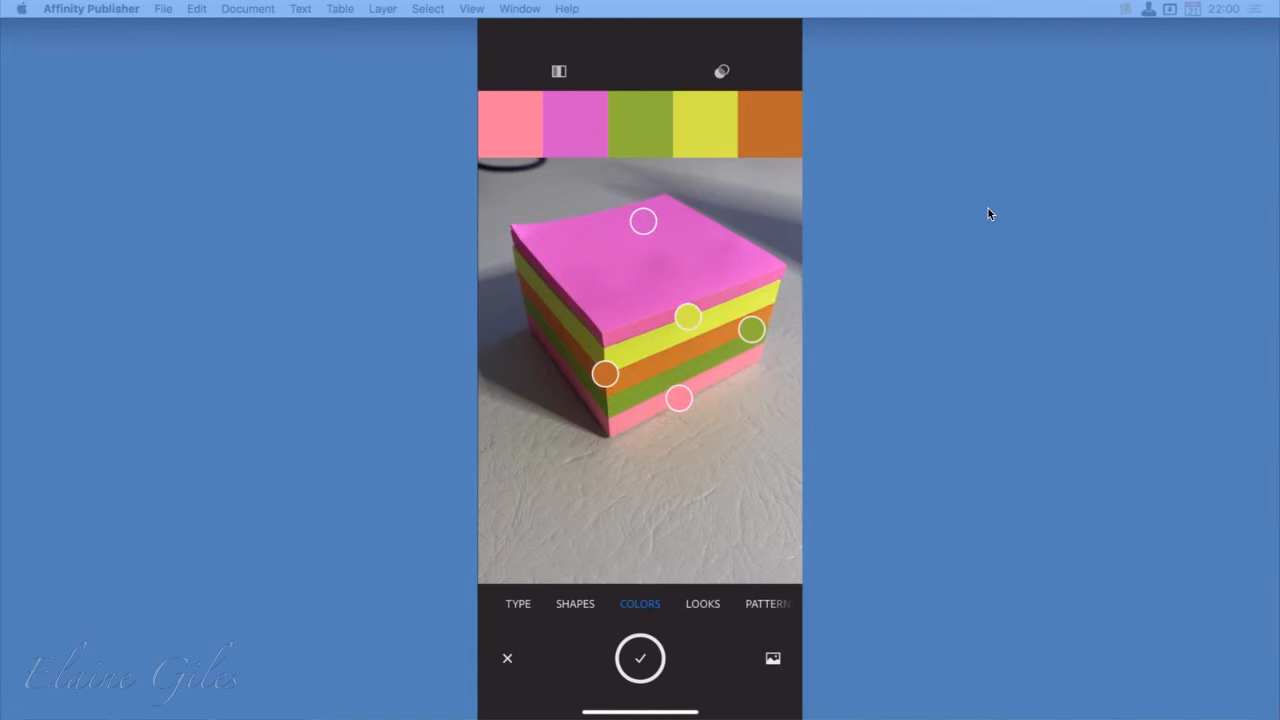 Affinity Publisher File Edit Document Text Table Layer Select View Window Help 22:00
TYPE SHAPES COLORS LOOKS PATTERN
Elaine Giles